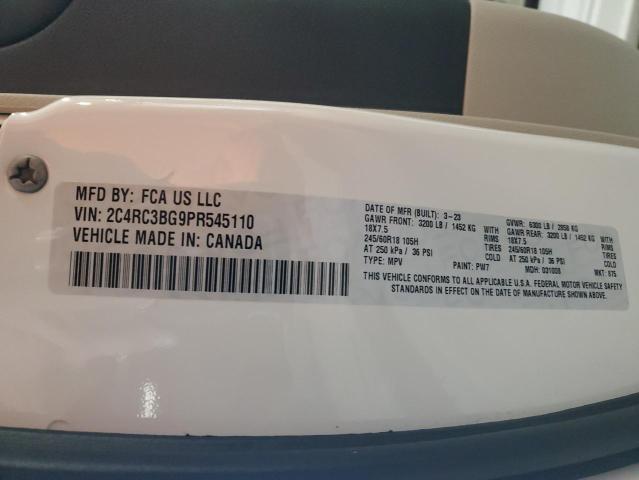 MFD BY: FCA US LLC
VIN: 2C4RC3BG9PR545110
VEHICLE MADE IN: CANADA
DATE OF MFR (BUILT): 3-23 GVWR: 6300 LB / 2858 KG
GAWR FRONT: 3200 LB / 1452 KG WITH GAWR REAR: 3200 LB / 1452 KG WITH
18X7.5 RIMS 18X7.5 RIMS
245/60R18 105H TIRES 245/60R18 105H TIRES
AT 250 kPa / 36 PSI COLD AT 250 kPa / 36 PSI COLD
TYPE: MPV PAINT: PW7 MDH: 031008 MKT: 875
THIS VEHICLE CONFORMS TO ALL APPLICABLE U.S.A. FEDERAL MOTOR VEHICLE SAFETY
STANDARDS IN EFFECT ON THE DATE OF MANUFACTURE SHOWN ABOVE.